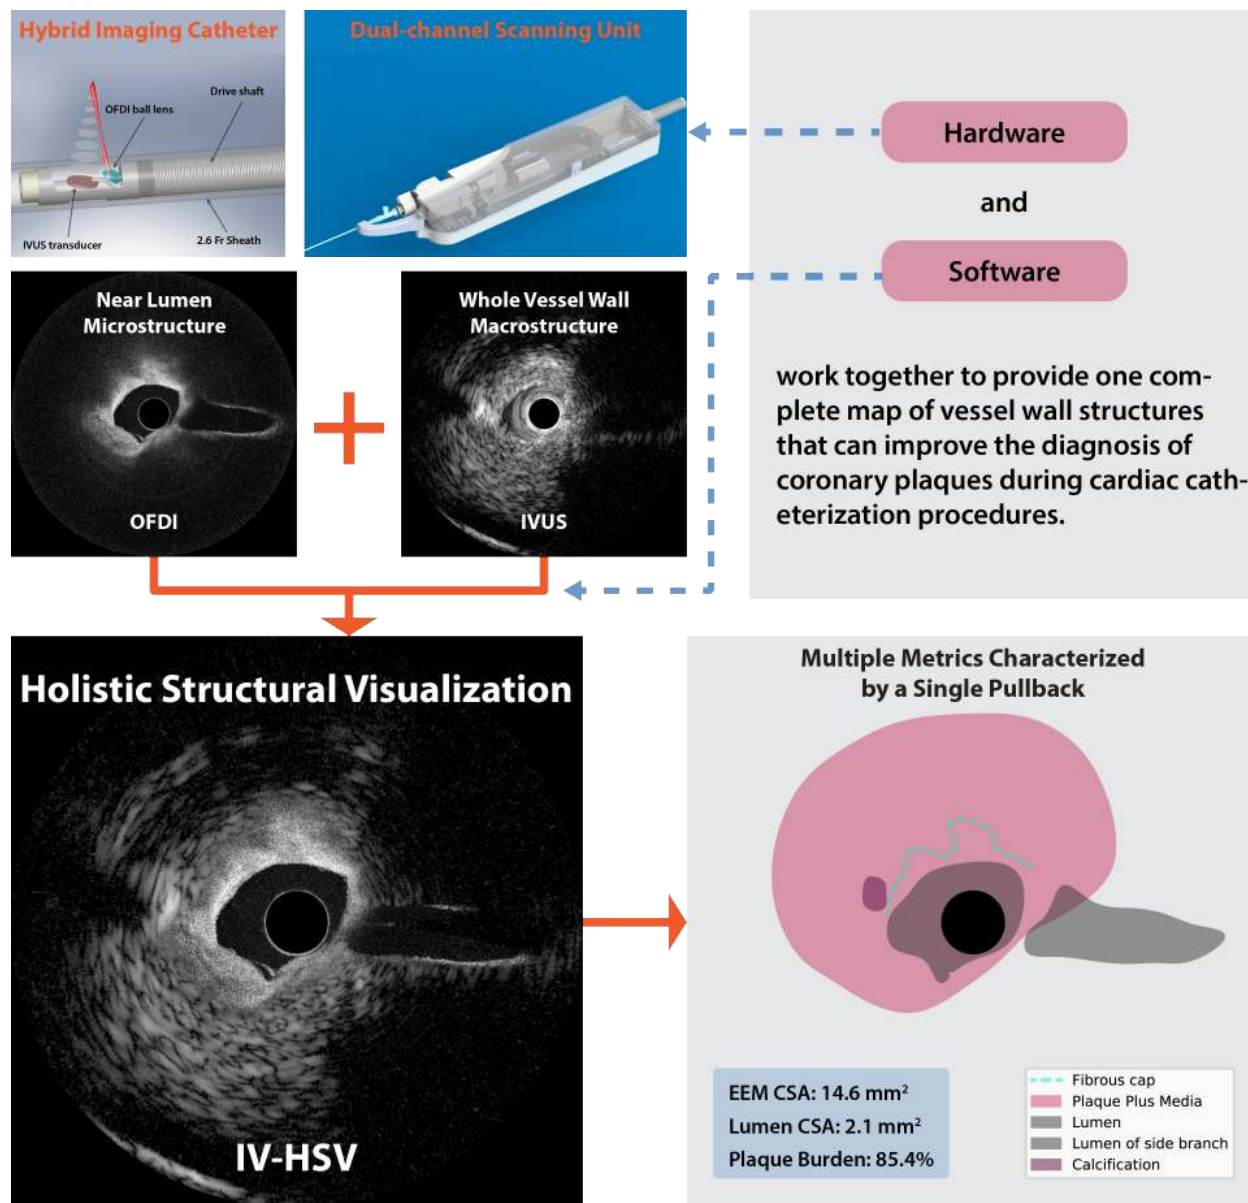 Hybrid Imaging Catheter
Drive shaft
OFDI ball lens
IVUS transducer
2.6 Fr Sheath
Dual-channel Scanning Unit
Hardware
and
Software
work together to provide one com-
plete map of vessel wall structures
that can improve the diagnosis of
coronary plaques during cardiac cath-
eterization procedures.
Near Lumen
Microstructure
OFDI
Whole Vessel Wall
Macrostructure
IVUS
Holistic Structural Visualization
IV-HSV
Multiple Metrics Characterized
by a Single Pullback
EEM CSA: 14.6 mm²
Lumen CSA: 2.1 mm²
Plaque Burden: 85.4%
Fibrous cap
Plaque Plus Media
Lumen
Lumen of side branch
Calcification